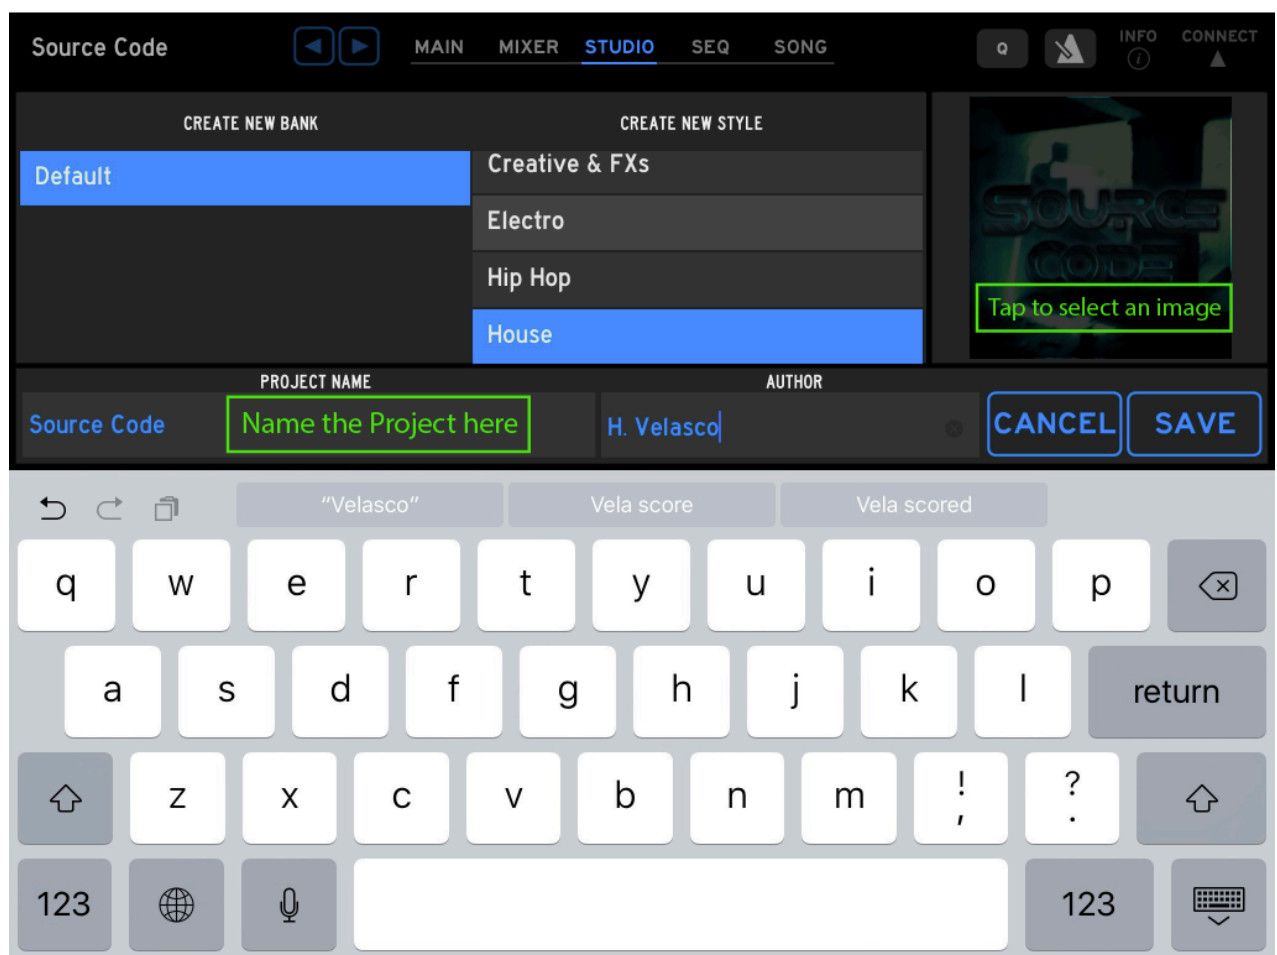 Source Code
MAIN MIXER STUDIO SEQ SONG
Q
INFO
i
CONNECT
CREATE NEW BANK
Default
CREATE NEW STYLE
Creative & FXs
Electro
Hip Hop
House
SOURCE
CODE
Tap to select an image
PROJECT NAME
Source Code
Name the Project here
AUTHOR
H. Velasco
CANCEL SAVE
“Velasco” Vela score Vela scored
q w e r t y u i o p
a s d f g h j k l return
z x c v b n m ! , ? .
123 123